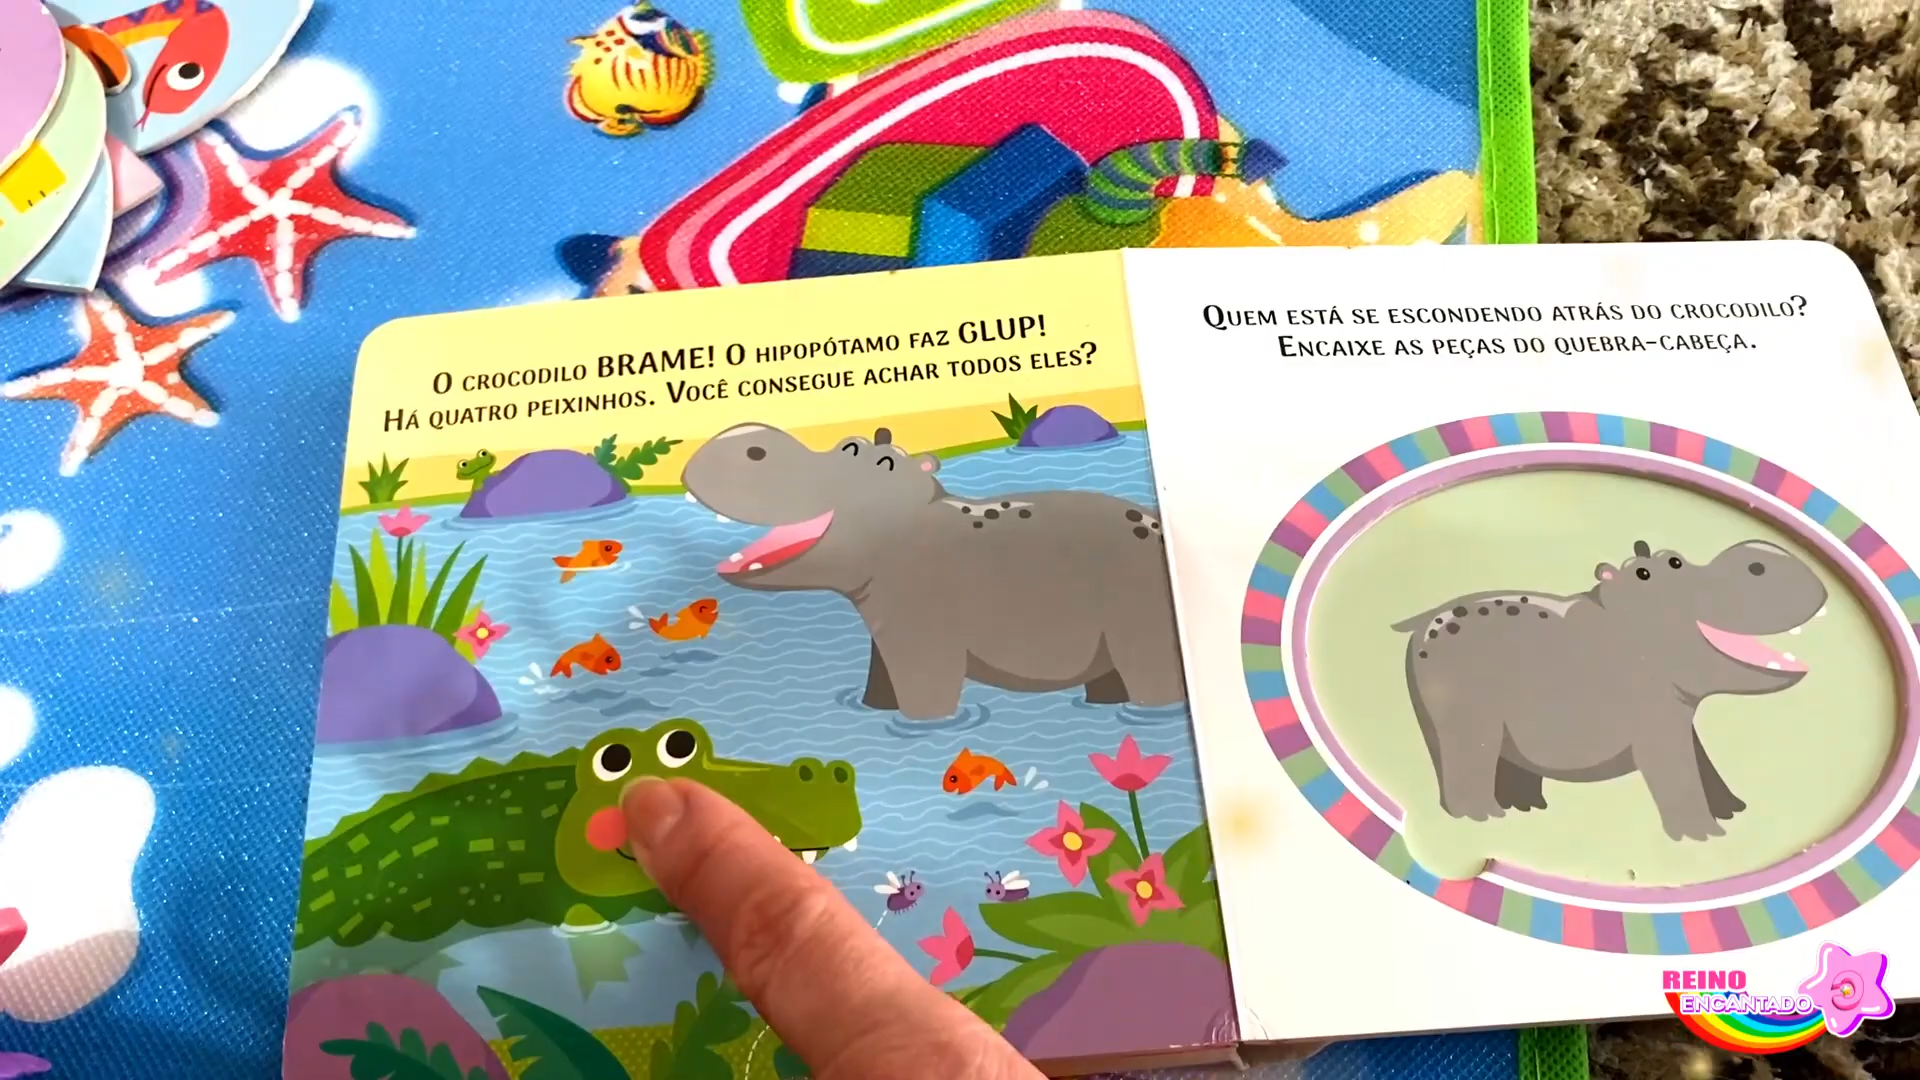 O CROCODILO BRAME! O HIPOPÓTAMO FAZ GLUP!
HÁ QUATRO PEIXINHOS. VOCÊ CONSEGUE ACHAR TODOS ELES?
QUEM ESTÁ SE ESCONDENDO ATRÁS DO CROCODILO?
ENCAIXE AS PEÇAS DO QUEBRA-CABEÇA.
REINO
ENCANTADO